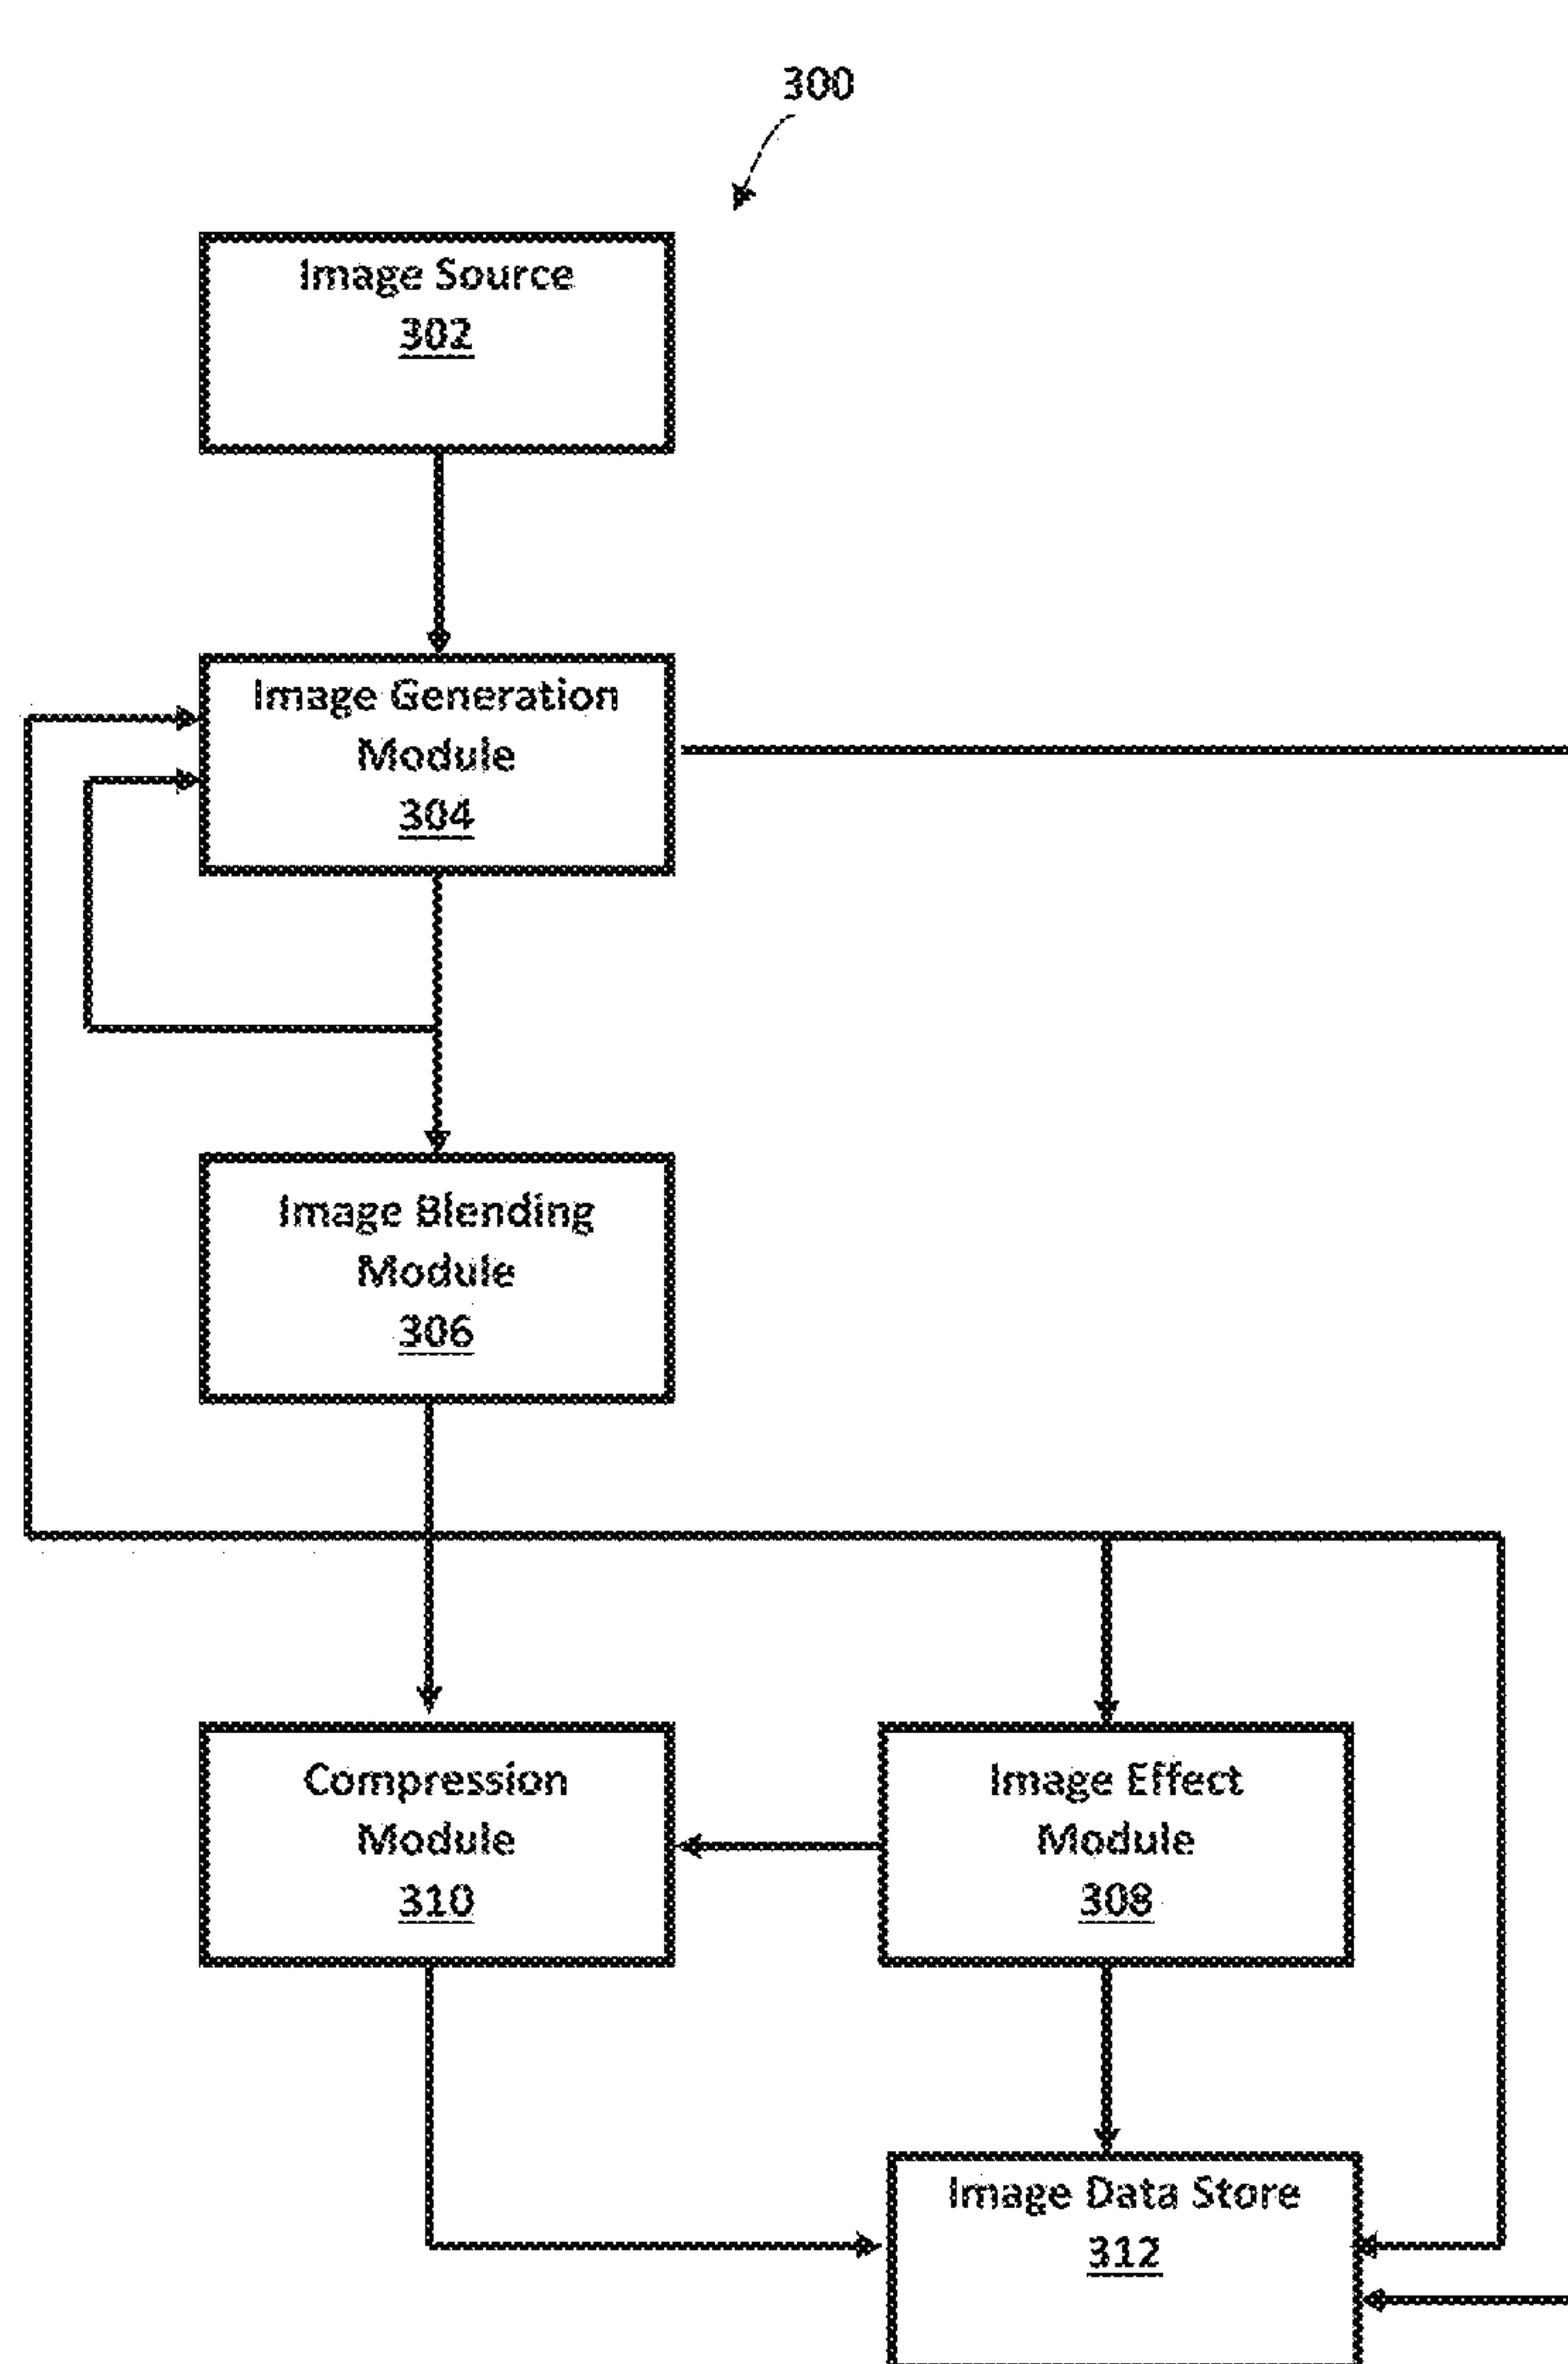 300
Image Source
302
Image Generation
Module
304
Image Blending
Module
306
Compression
Module
310
Image Effect
Module
308
Image Data Store
312